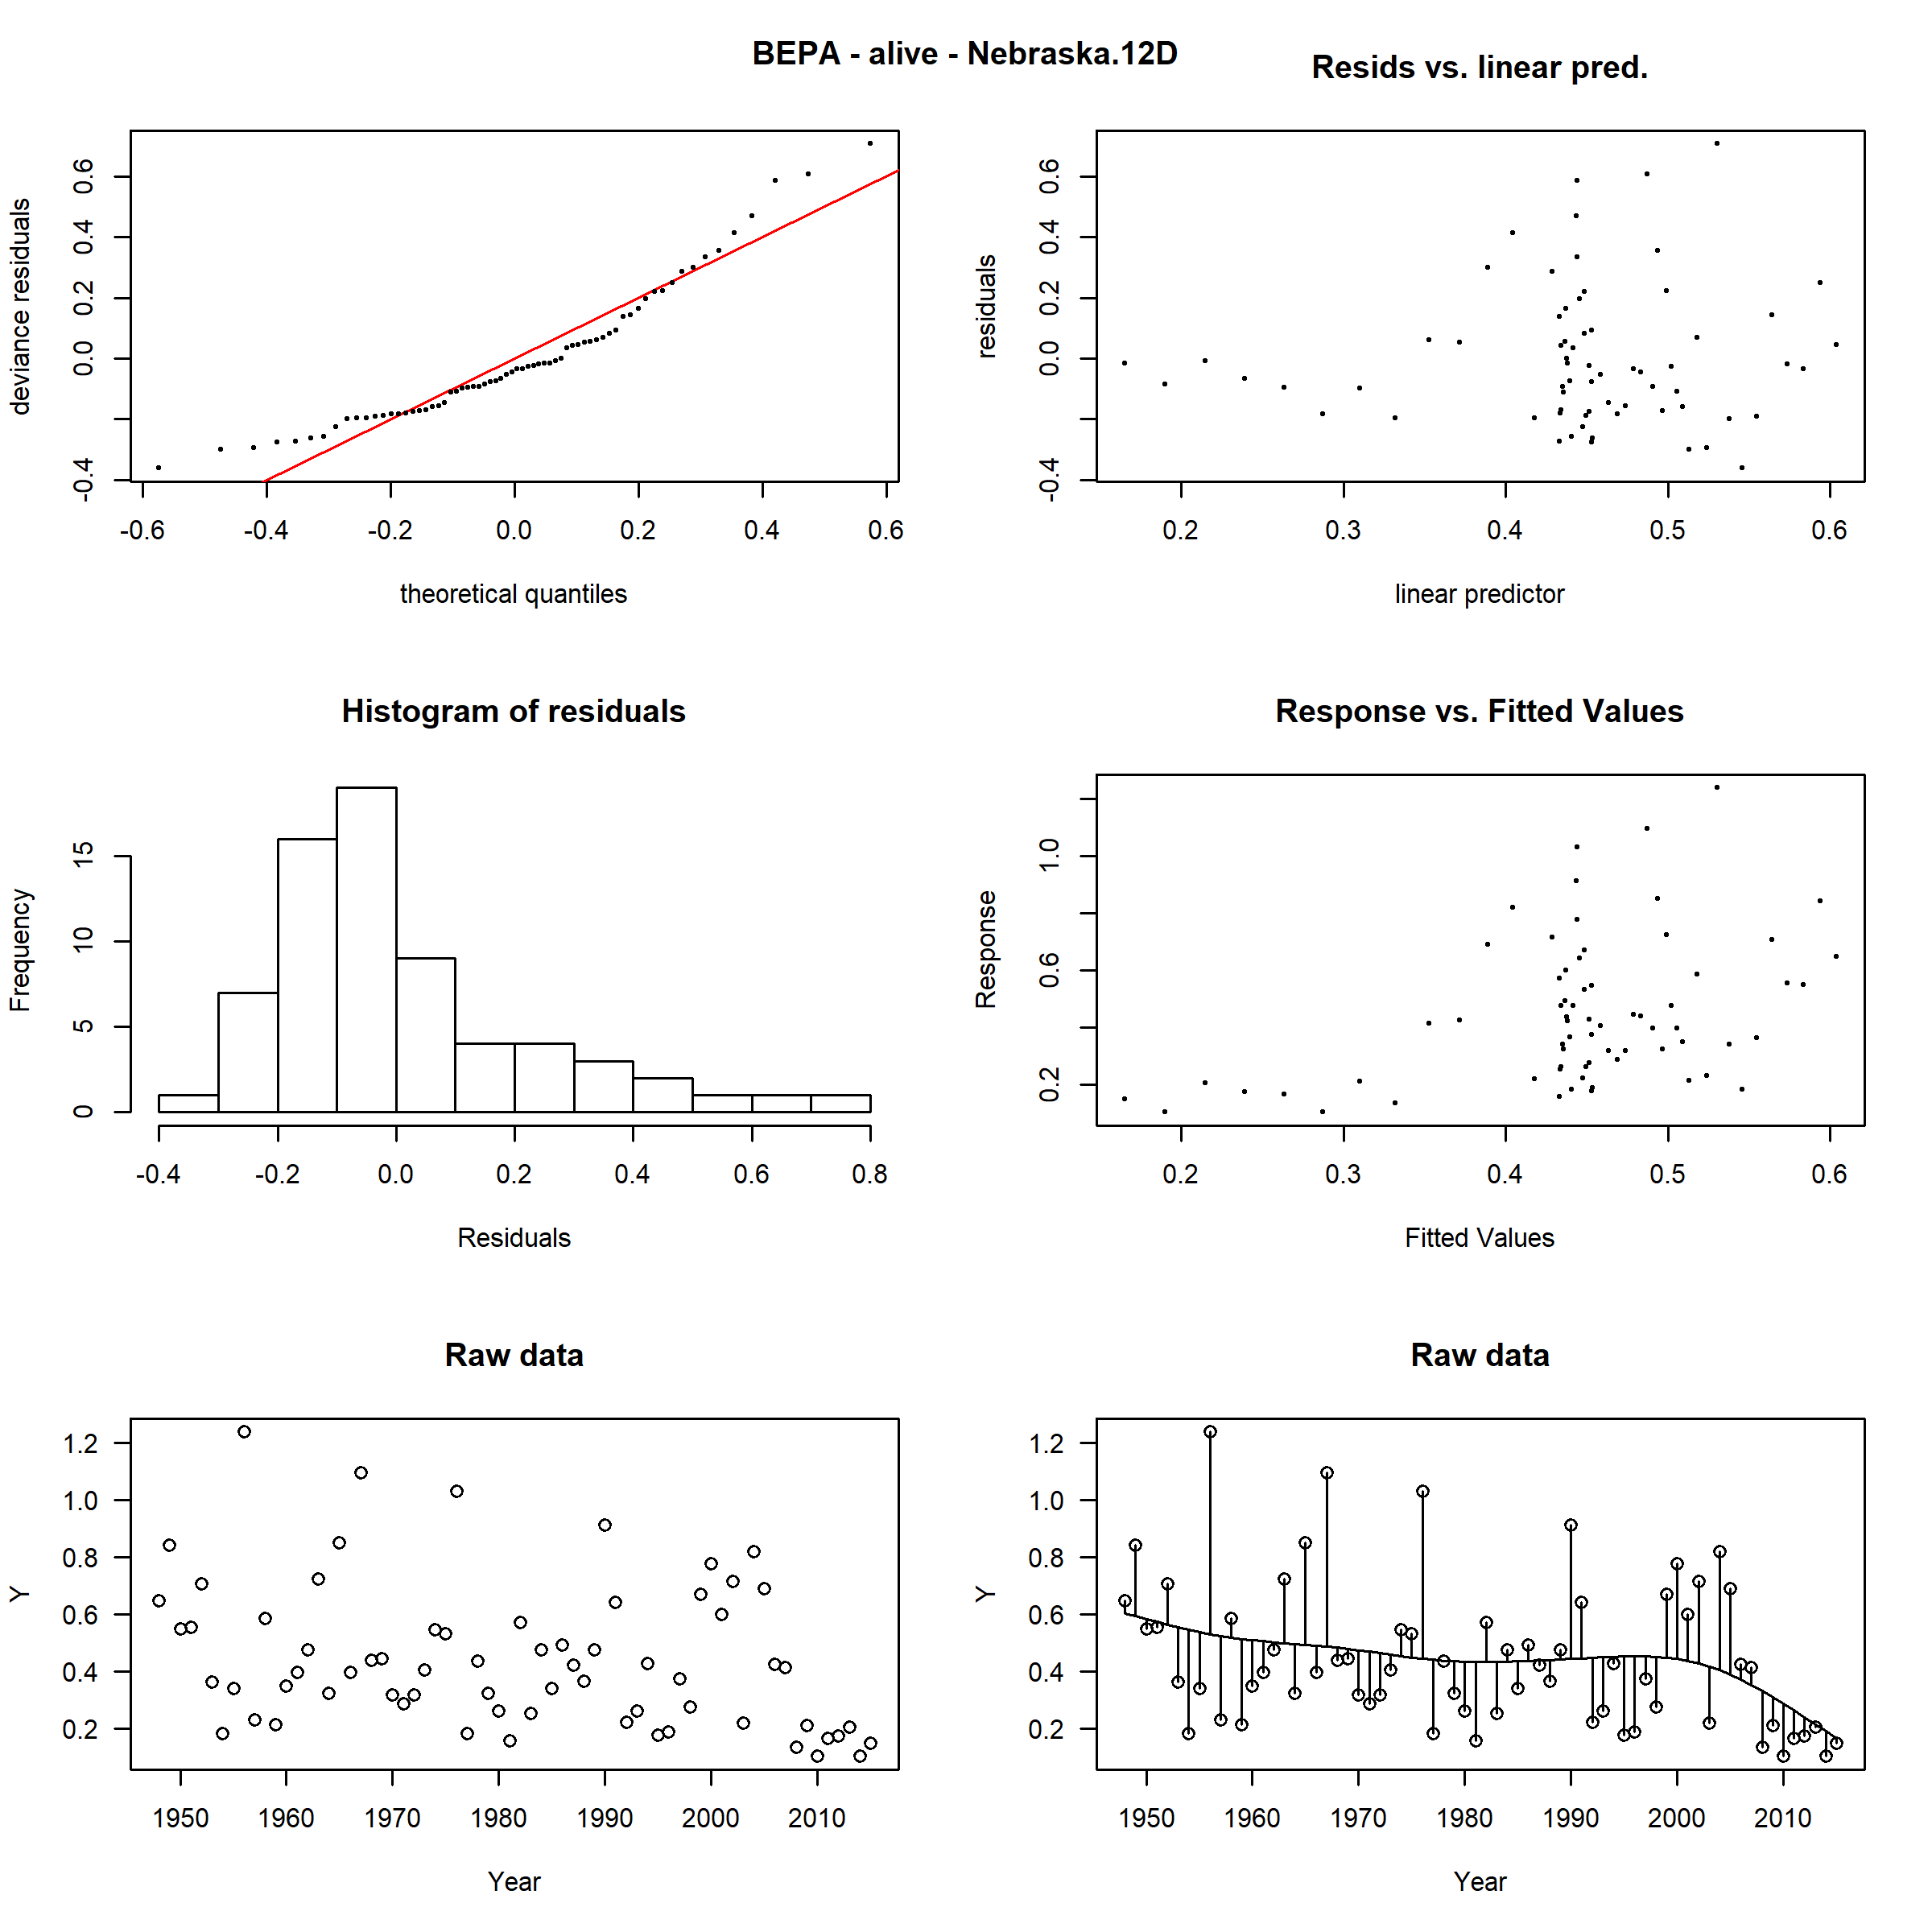 BEPA - alive - Nebraska.12D
Resids vs. linear pred.
deviance residuals
-0.4 0.0 0.2 0.4 0.6
-0.6 -0.4 -0.2 0.0 0.2 0.4 0.6
theoretical quantiles
residuals
-0.4 0.0 0.2 0.4 0.6
0.2 0.3 0.4 0.5 0.6
linear predictor
Histogram of residuals
Frequency
0 5 10 15
-0.4 -0.2 0.0 0.2 0.4 0.6 0.8
Residuals
Response vs. Fitted Values
Response
0.2 0.6 1.0
0.2 0.3 0.4 0.5 0.6
Fitted Values
Raw data
Y
1.2
1.0
0.8
0.6
0.4
0.2
1950 1960 1970 1980 1990 2000 2010
Year
Raw data
Y
1.2
1.0
0.8
0.6
0.4
0.2
1950 1960 1970 1980 1990 2000 2010
Year